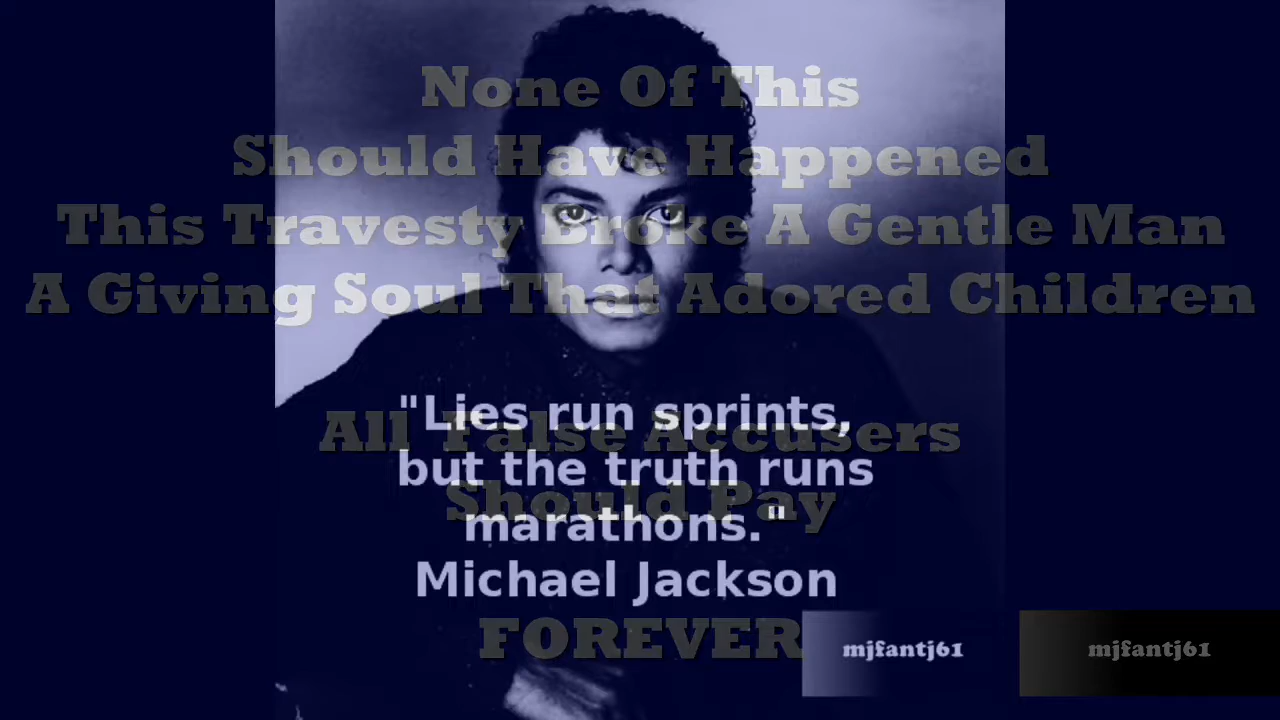 None Of This
Should Have Happened
This Travesty Broke A Gentle Man
A Giving Soul That Adored Children
All False Accusers
Should Pay
FOREVER
"Lies run sprints,
but the truth runs
marathons."
Michael Jackson
mjfantj61
mjfantj61